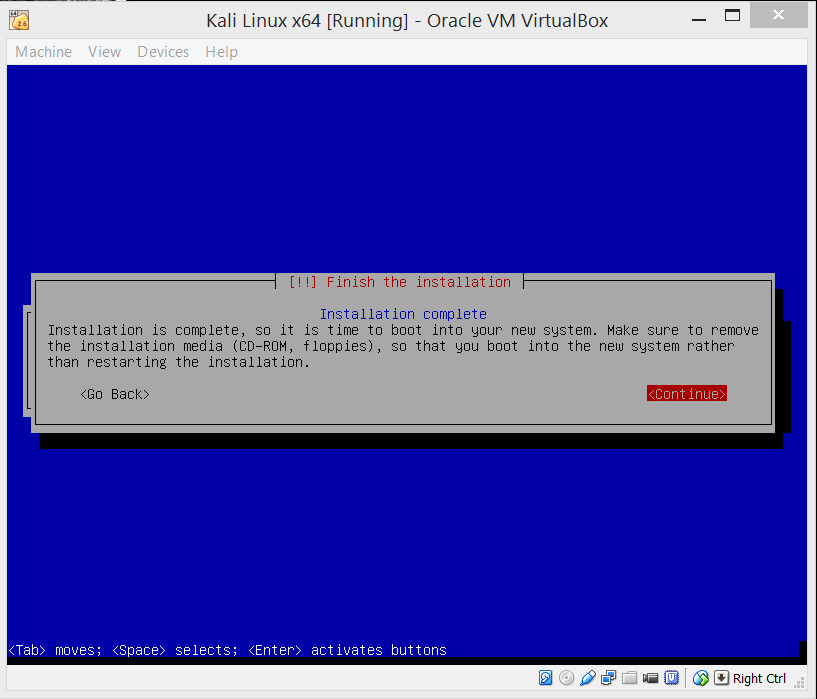 Kali Linux x64 [Running] - Oracle VM VirtualBox
Machine View Devices Help
[!!] Finish the installation
Installation complete
Installation is complete, so it is time to boot into your new system. Make sure to remove
the installation media (CD-ROM, floppies), so that you boot into the new system rather
than restarting the installation.
<Go Back> <Continue>
<Tab> moves; <Space> selects; <Enter> activates buttons
Right Ctrl